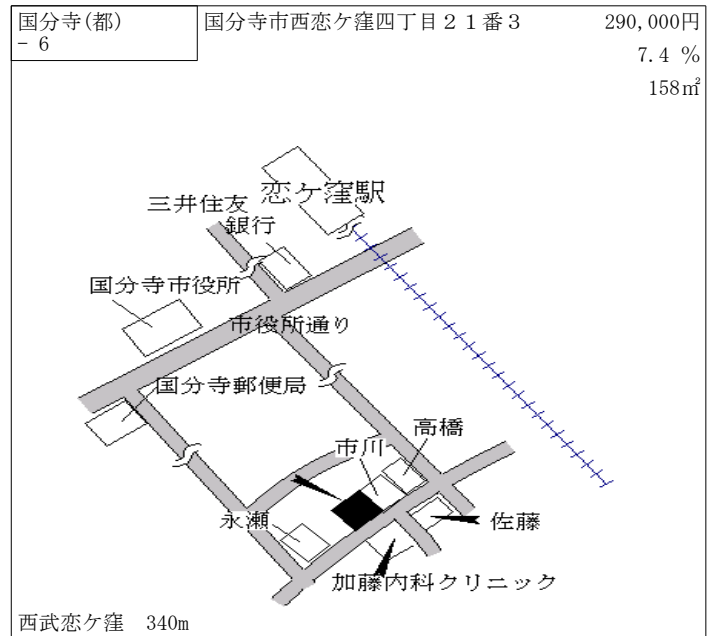 国分寺(都)
- 6
国分寺市西恋ケ窪四丁目２１番３
290,000円
7.4 %
158㎡
恋ケ窪駅
三井住友
銀行
国分寺市役所
市役所通り
国分寺郵便局
高橋
市川
永瀬
佐藤
加藤内科クリニック
西武恋ケ窪 340m